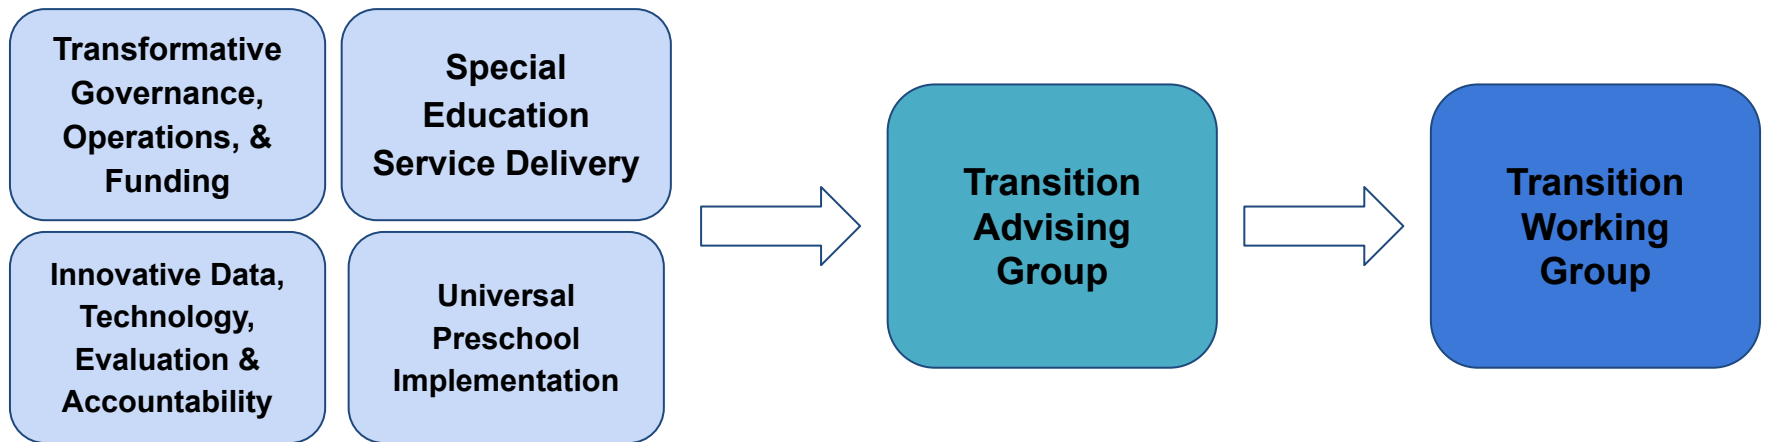 Transformative
Governance,
Operations, &
Funding
Special
Education
Service Delivery
Innovative Data,
Technology,
Evaluation &
Accountability
Universal
Preschool
Implementation
Transition
Advising
Group
Transition
Working
Group